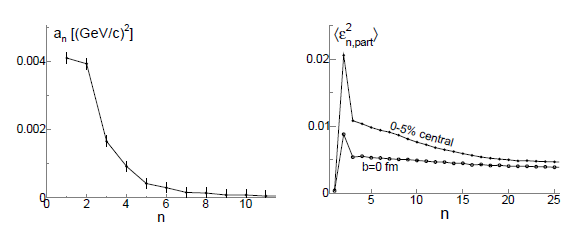 a_n [(GeV/c)^2]
0.004
0.002
0
0 2 4 6 8 10
n
⟨ε^2_{n,part}⟩
0.02
0.01
0
0-5% central
b=0 fm
5 10 15 20 25
n